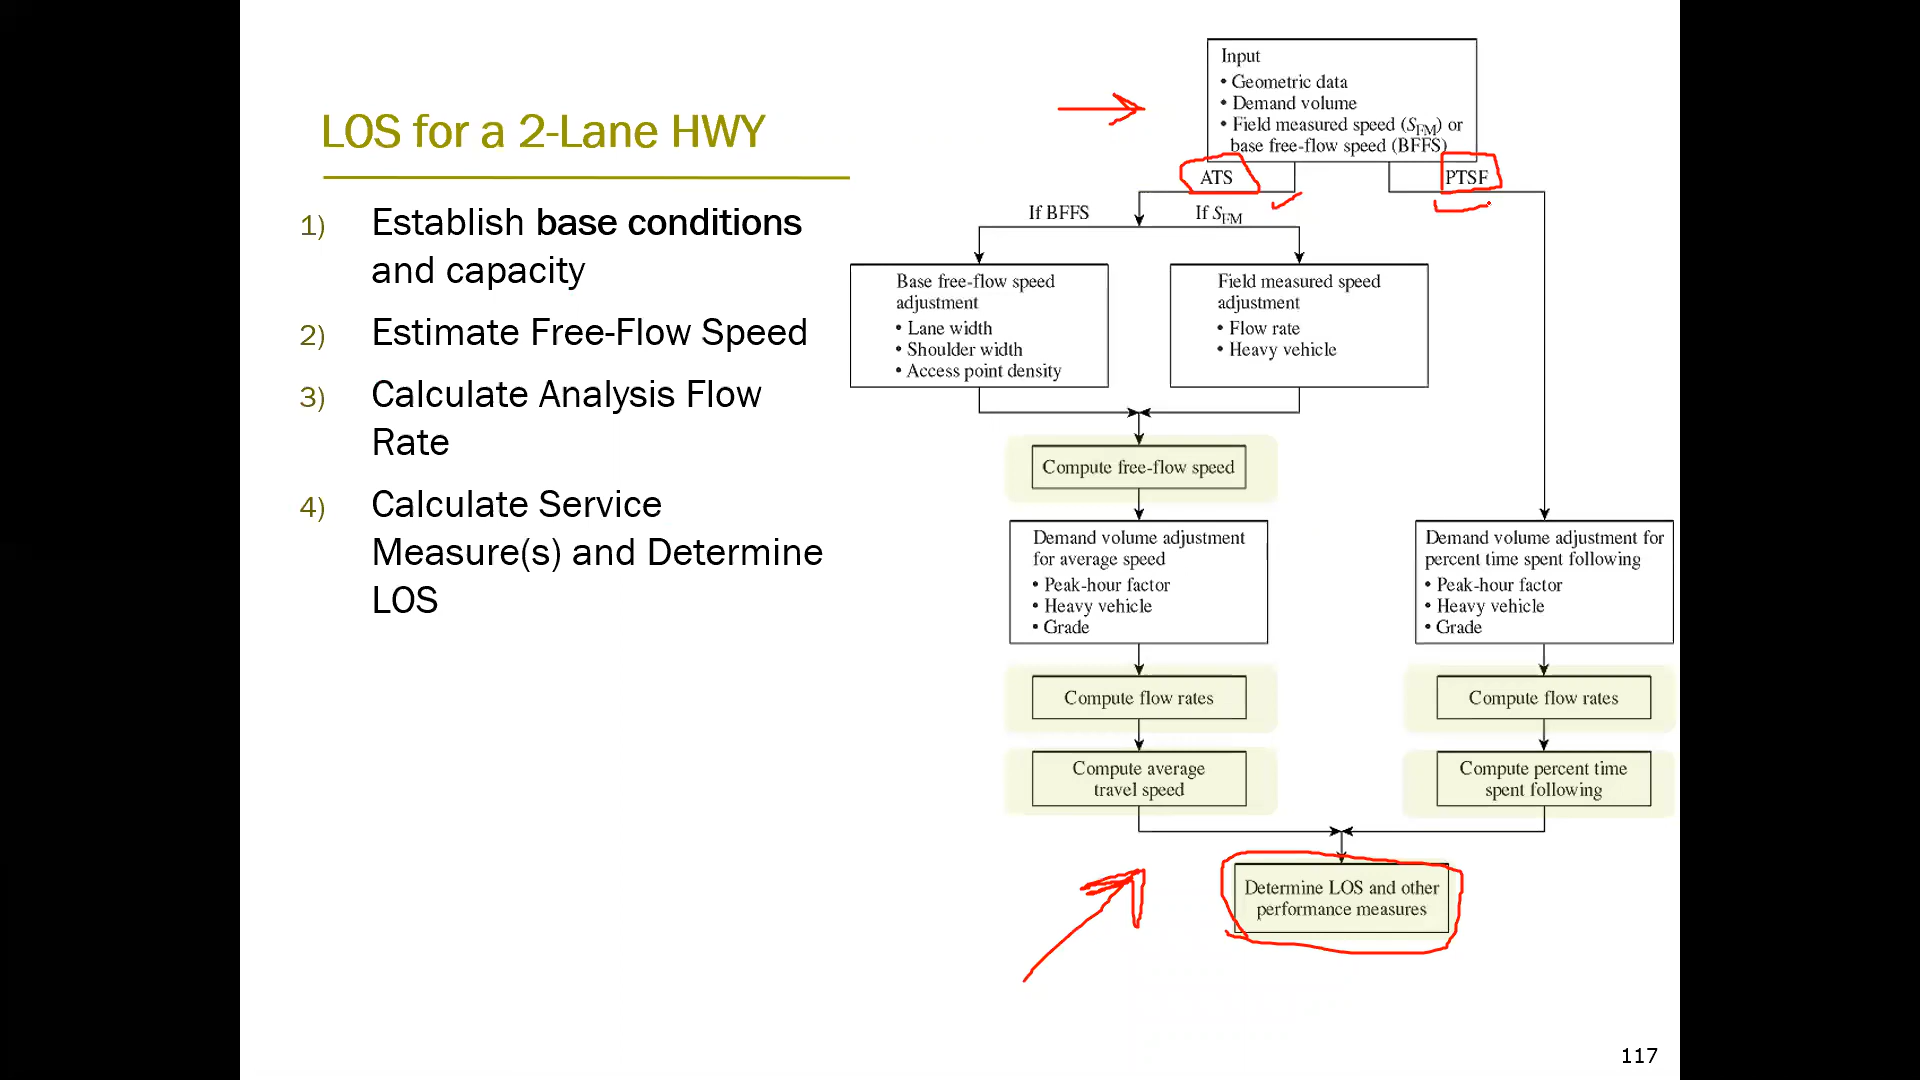 LOS for a 2-Lane HWY
1) Establish base conditions
and capacity
2) Estimate Free-Flow Speed
3) Calculate Analysis Flow
Rate
4) Calculate Service
Measure(s) and Determine
LOS
Input
• Geometric data
• Demand volume
• Field measured speed (SFM) or
base free-flow speed (BFFS)
ATS
PTSF
If BFFS
If SFM
Base free-flow speed
adjustment
• Lane width
• Shoulder width
• Access point density
Field measured speed
adjustment
• Flow rate
• Heavy vehicle
Compute free-flow speed
Demand volume adjustment
for average speed
• Peak-hour factor
• Heavy vehicle
• Grade
Demand volume adjustment for
percent time spent following
• Peak-hour factor
• Heavy vehicle
• Grade
Compute flow rates
Compute flow rates
Compute average
travel speed
Compute percent time
spent following
Determine LOS and other
performance measures
117